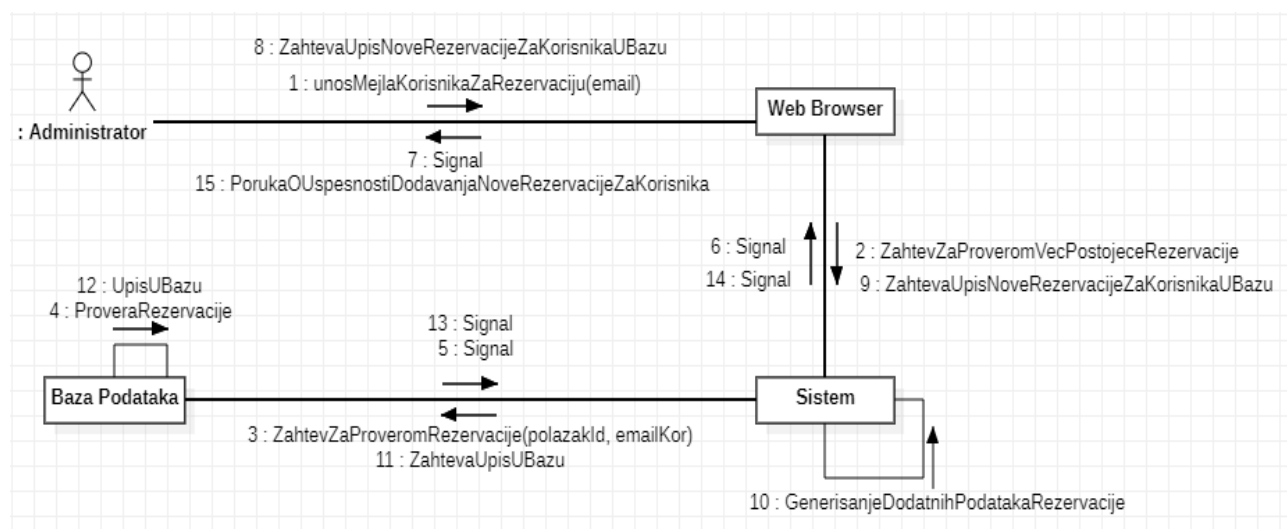 8 : ZahtevaUpisNoveRezervacijeZaKorisnikaUBazu
1 : unosMejlaKorisnikaZaRezervaciju(email)
: Administrator
Web Browser
7 : Signal
15 : PorukaOUspesnostiDodavanjaNoveRezervacijeZaKorisnika
6 : Signal
14 : Signal
2 : ZahtevZaProveromVecPostojeceRezervacije
9 : ZahtevaUpisNoveRezervacijeZaKorisnikaUBazu
12 : UpisUBazu
4 : ProveraRezervacije
13 : Signal
5 : Signal
Baza Podataka
Sistem
3 : ZahtevZaProveromRezervacije(polazakId, emailKor)
11 : ZahtevaUpisUBazu
10 : GenerisanjeDodatnihPodatakaRezervacije